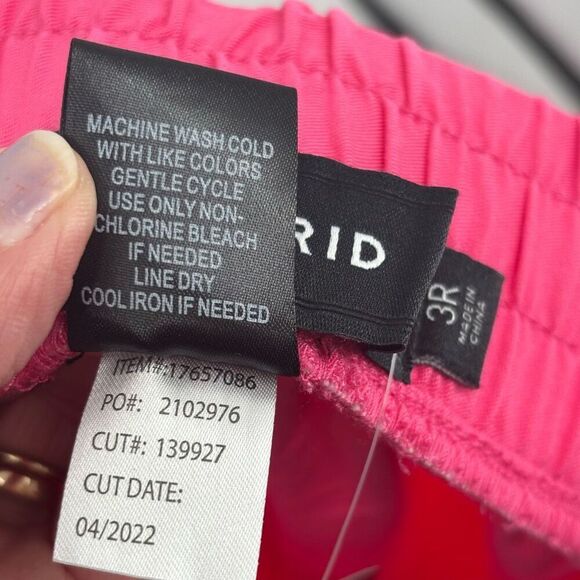 MACHINE WASH COLD
WITH LIKE COLORS
GENTLE CYCLE
USE ONLY NON-
CHLORINE BLEACH
IF NEEDED
LINE DRY
COOL IRON IF NEEDED
RID
3R
MADE IN
CHINA
ITEM#: 17657086
PO#: 2102976
CUT#: 139927
CUT DATE:
04/2022